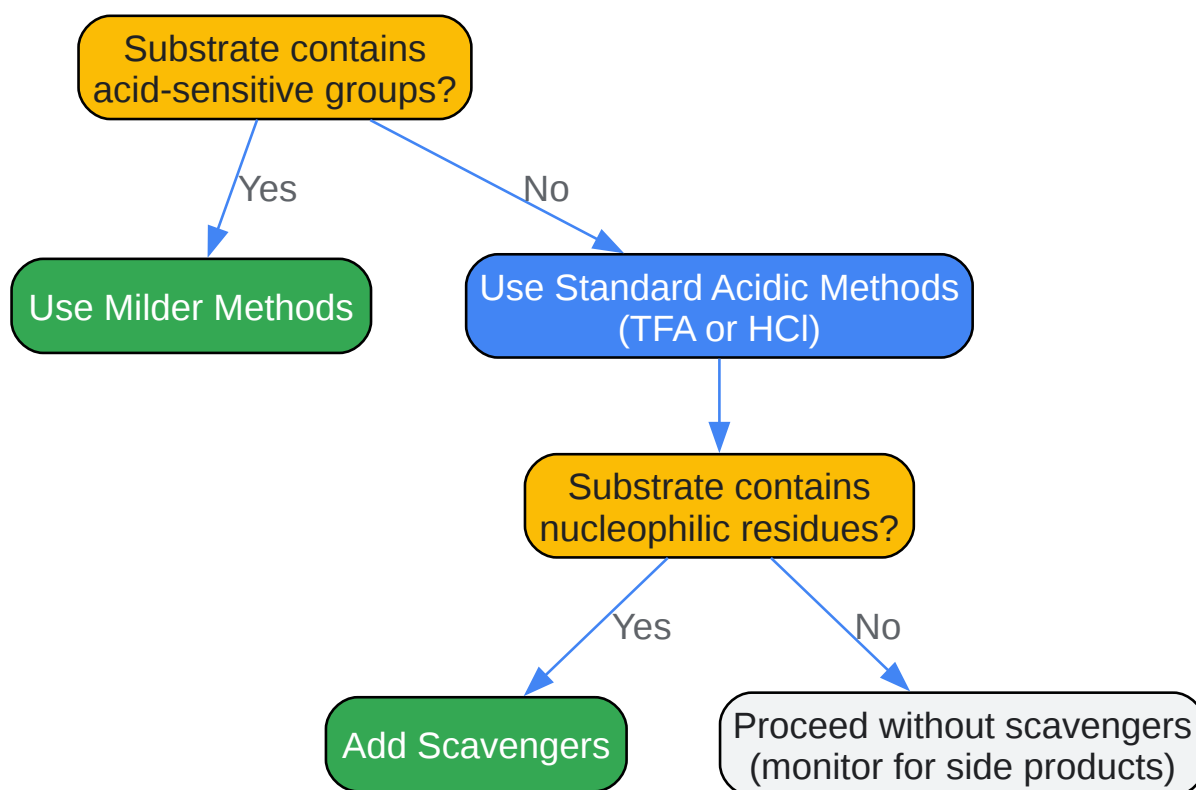 Substrate contains
acid-sensitive groups?
Yes
No
Use Milder Methods
Use Standard Acidic Methods
(TFA or HCl)
Substrate contains
nucleophilic residues?
Yes
No
Add Scavengers
Proceed without scavengers
(monitor for side products)